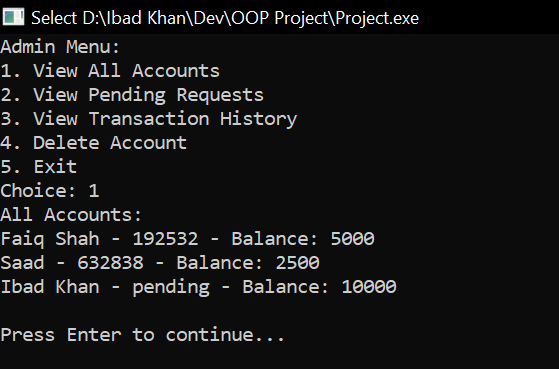 Select D:\Ibad Khan\Dev\OOP Project\Project.exe
Admin Menu:
1. View All Accounts
2. View Pending Requests
3. View Transaction History
4. Delete Account
5. Exit
Choice: 1
All Accounts:
Faiq Shah - 192532 - Balance: 5000
Saad - 632838 - Balance: 2500
Ibad Khan - pending - Balance: 10000
Press Enter to continue...